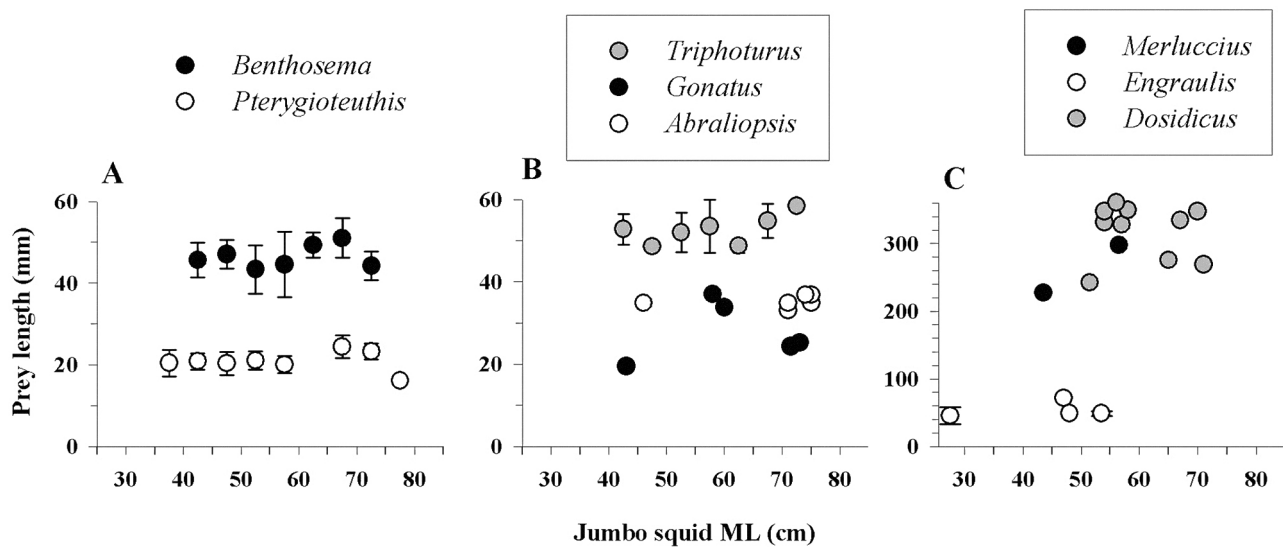 Benthosema
Pterygioteuthis
Triphoturus
Gonatus
Abraliopsis
Merluccius
Engraulis
Dosidicus
A
B
C
Prey length (mm)
60
40
20
0
60
40
20
0
300
200
100
0
30 40 50 60 70 80
30 40 50 60 70 80
30 40 50 60 70 80
Jumbo squid ML (cm)